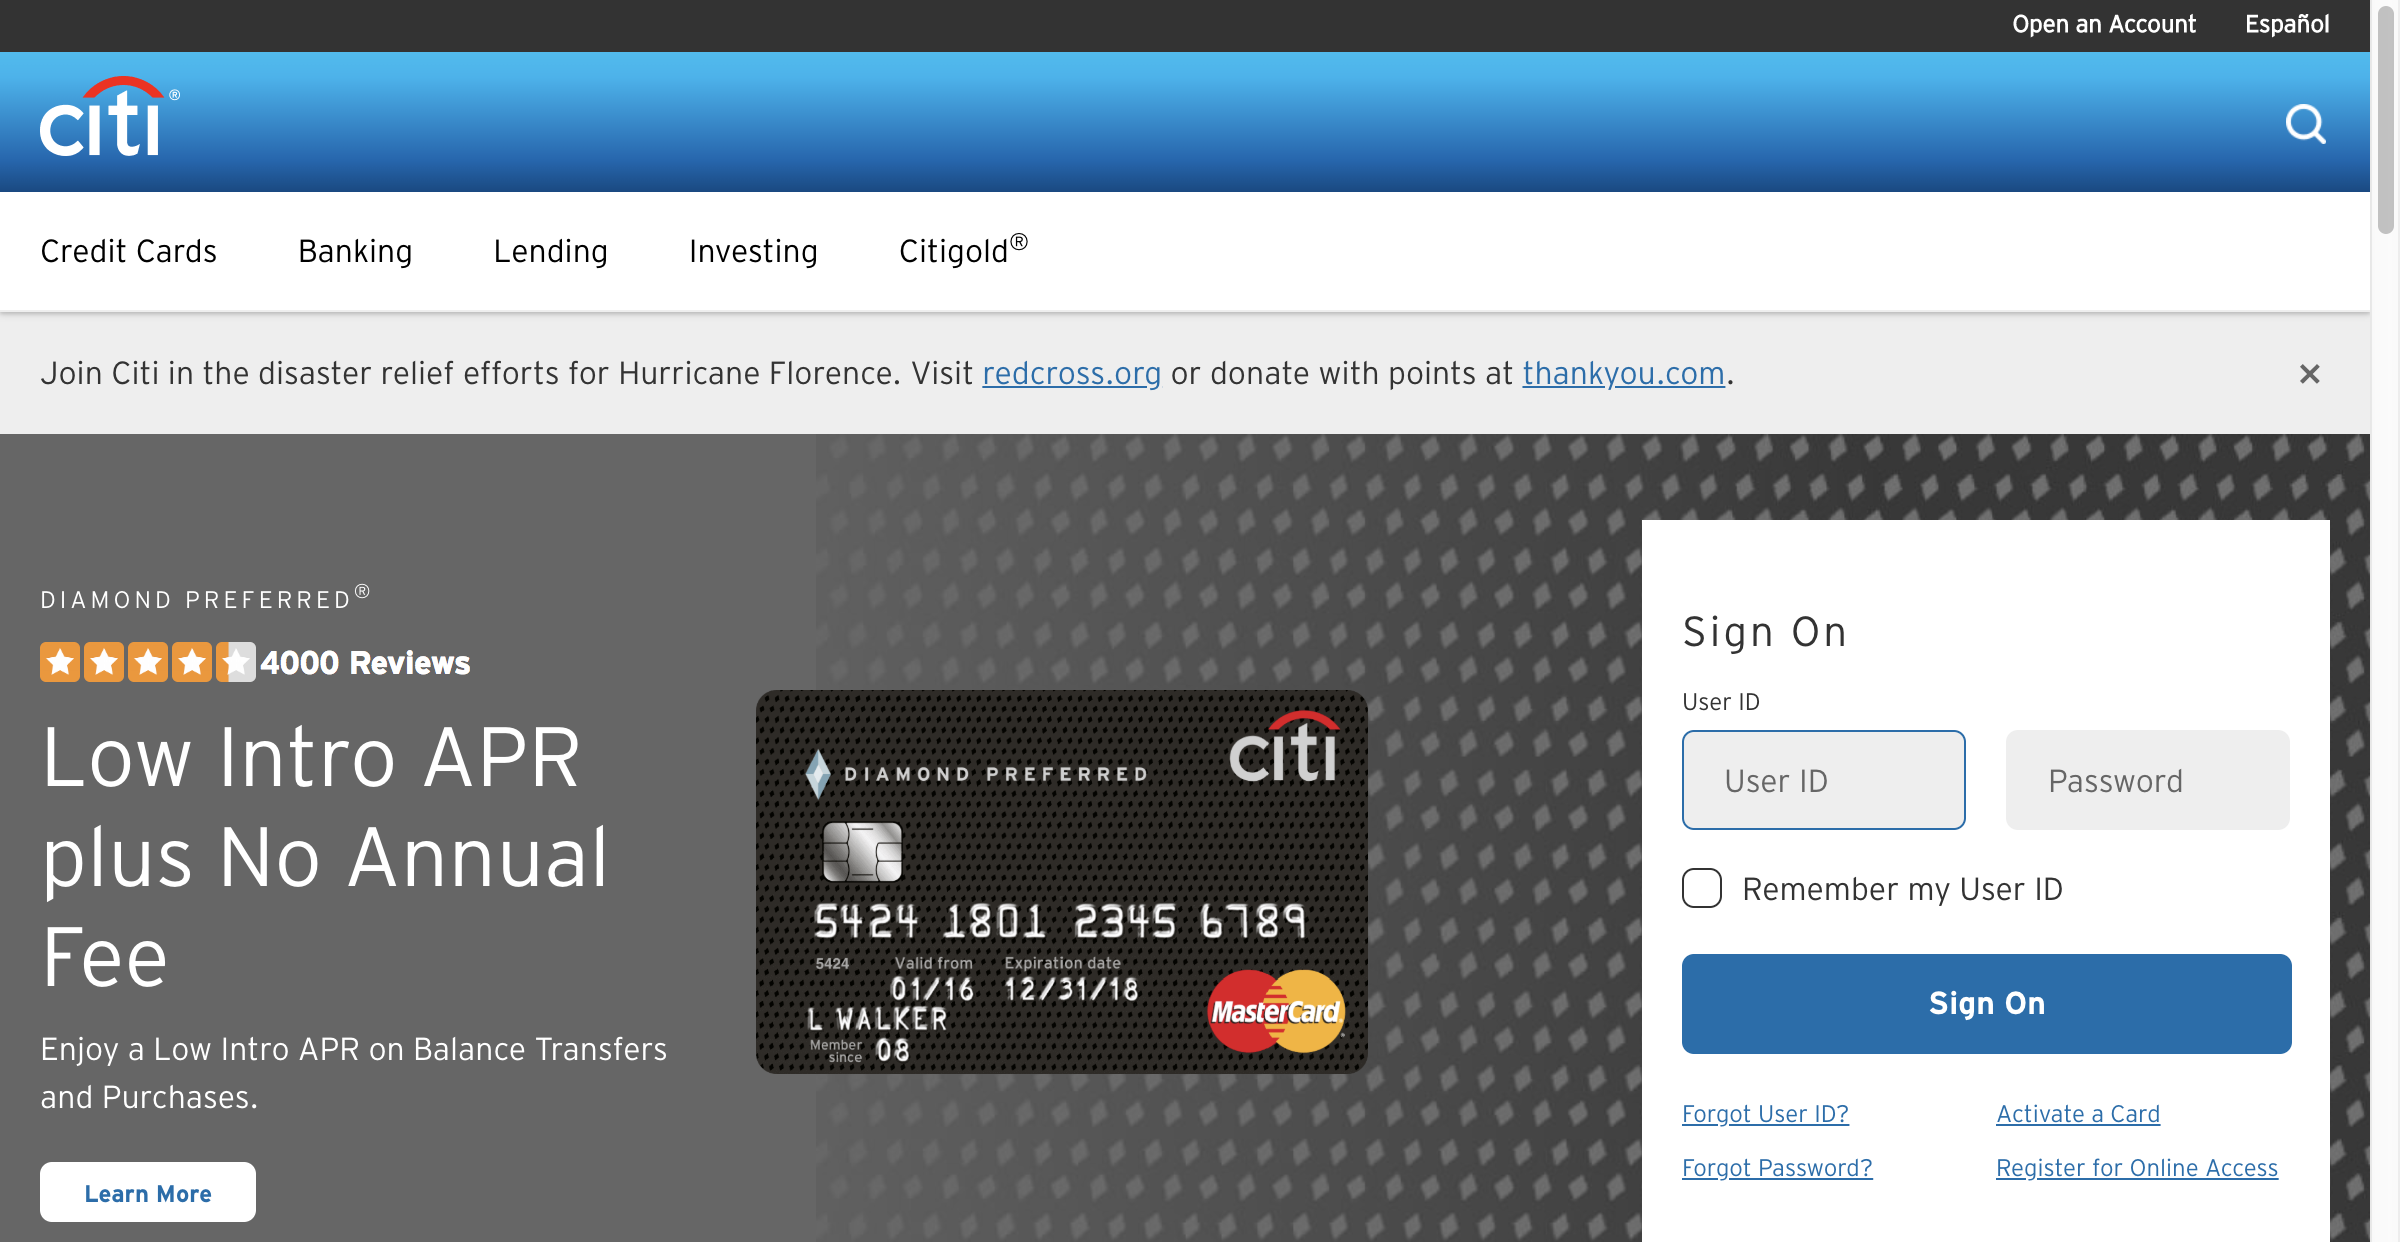 Open an Account Español
citi®
Credit Cards Banking Lending Investing Citigold®
Join Citi in the disaster relief efforts for Hurricane Florence. Visit redcross.org or donate with points at thankyou.com. ×
DIAMOND PREFERRED®
4000 Reviews
Low Intro APR
plus No Annual
Fee
Enjoy a Low Intro APR on Balance Transfers
and Purchases.
Learn More
citi
DIAMOND PREFERRED
5424 1801 2345 6789
5424 Valid from Expiration date
01/16 12/31/18
L WALKER
Member
since 08
MasterCard
Sign On
User ID
User ID Password
Remember my User ID
Sign On
Forgot User ID? Activate a Card
Forgot Password? Register for Online Access